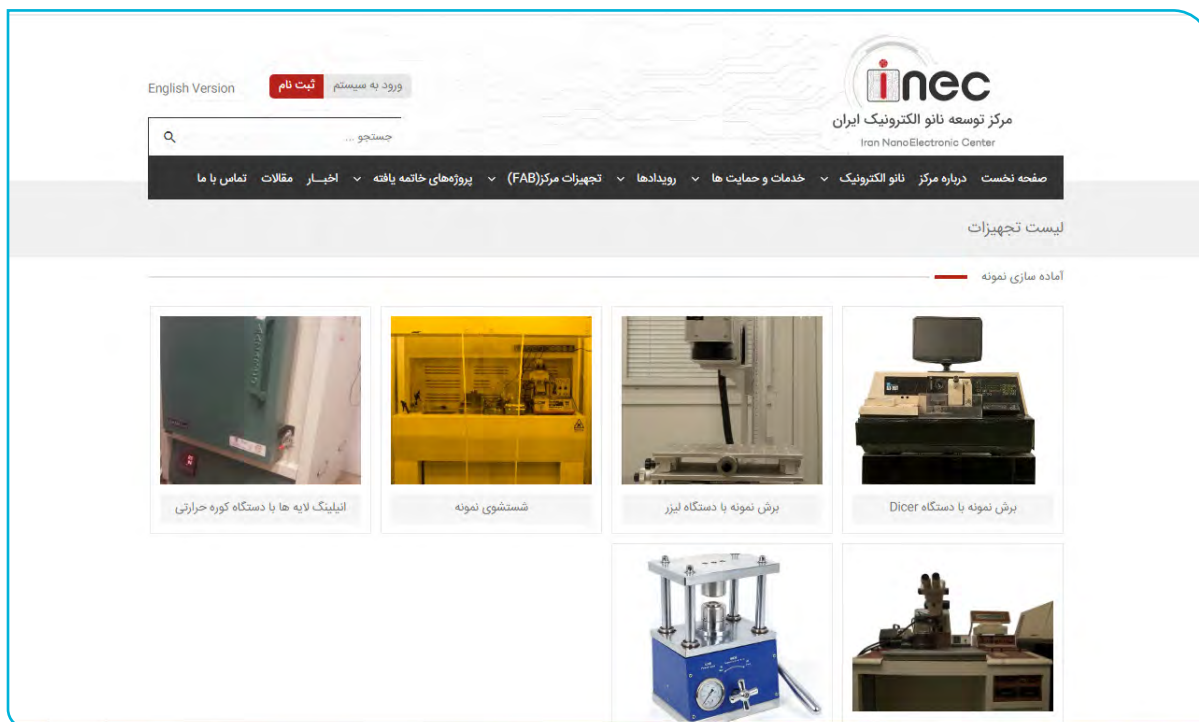 inec
مرکز توسعه نانو الکترونیک ایران
Iran NanoElectronic Center
ورود به سیستم
ثبت نام
English Version
جستجو ...
صفحه نخست درباره مرکز نانو الکترونیک خدمات و حمایت ها رویدادها تجهیزات مرکز(FAB) پروژه‌های خاتمه یافته اخبــار مقالات تماس با ما
لیست تجهیزات
آماده سازی نمونه
برش نمونه با دستگاه Dicer
برش نمونه با دستگاه لیزر
شستشوی نمونه
انیلینگ لایه ها با دستگاه کوره حرارتی